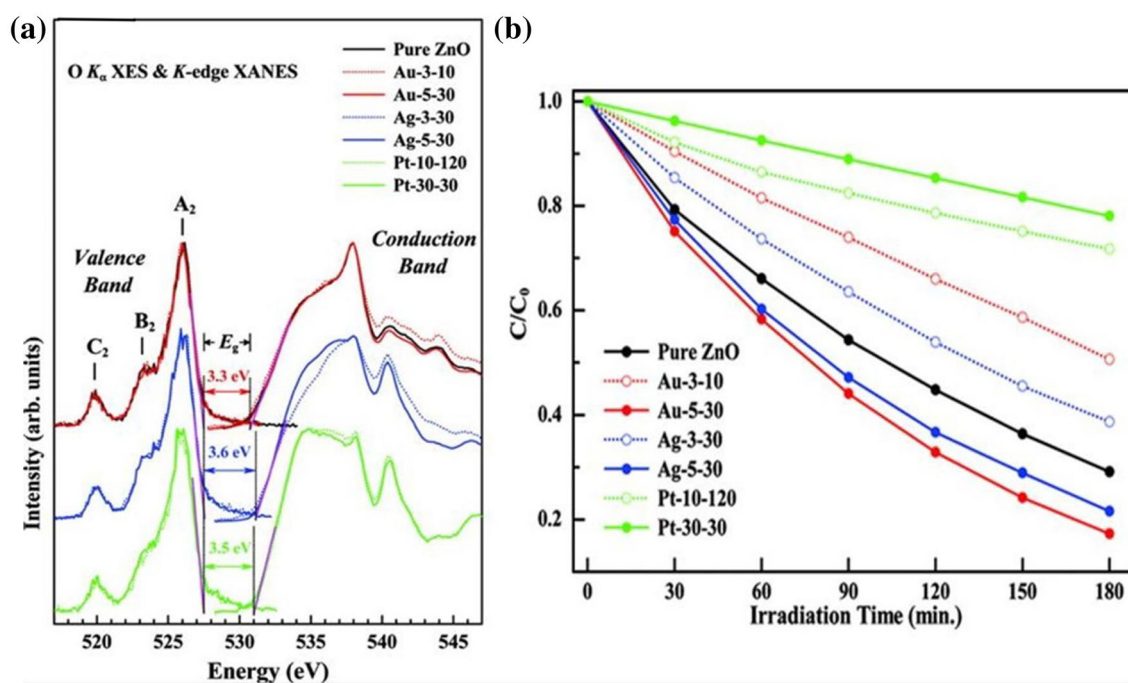 (a)
O Kα XES & K-edge XANES
Pure ZnO
Au-3-10
Au-5-30
Ag-3-30
Ag-5-30
Pt-10-120
Pt-30-30
A2
Valence
Band
Conduction
Band
B2
C2
Eg
3.3 eV
3.6 eV
3.5 eV
Intensity (arb. units)
520 525 530 535 540 545
Energy (eV)
(b)
1.0
0.8
0.6
0.4
0.2
C/C0
Pure ZnO
Au-3-10
Au-5-30
Ag-3-30
Ag-5-30
Pt-10-120
Pt-30-30
0 30 60 90 120 150 180
Irradiation Time (min.)